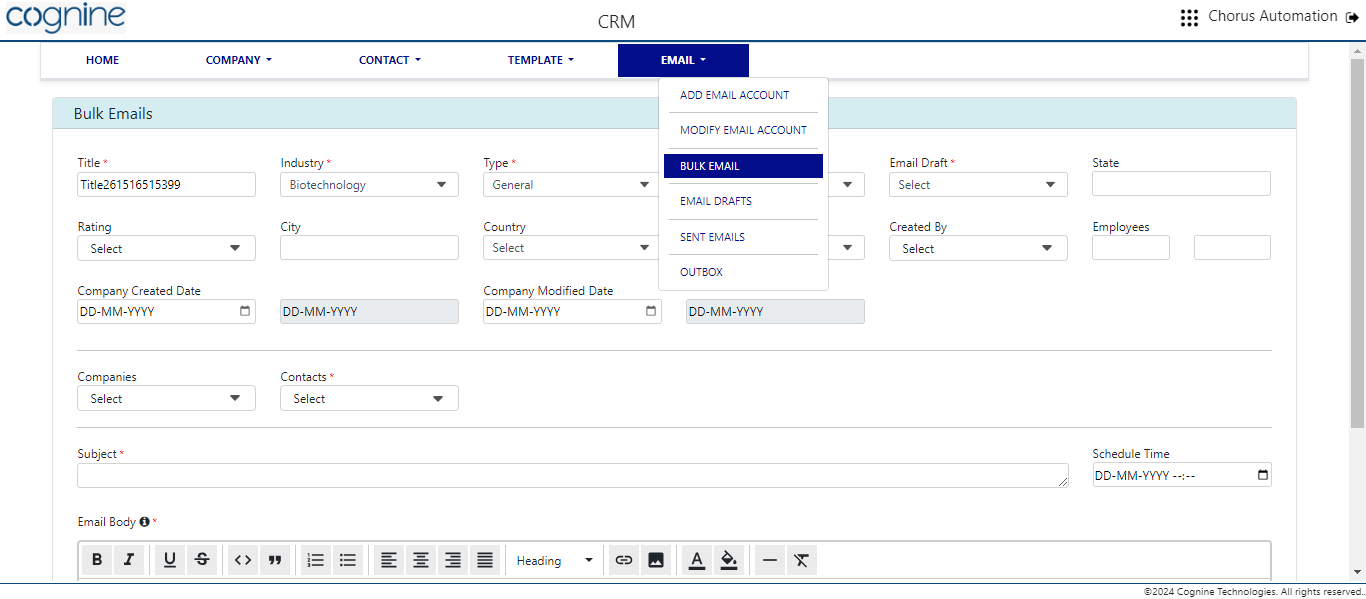 cognine
CRM
Chorus Automation
HOME
COMPANY
CONTACT
TEMPLATE
EMAIL
ADD EMAIL ACCOUNT
MODIFY EMAIL ACCOUNT
BULK EMAIL
EMAIL DRAFTS
SENT EMAILS
OUTBOX
Bulk Emails
Title *
Industry *
Type *
Email Draft *
State
Title261516515399
Biotechnology
General
Select
Rating
City
Country
Created By
Employees
Select
Select
Select
Company Created Date
Company Modified Date
DD-MM-YYYY
DD-MM-YYYY
DD-MM-YYYY
DD-MM-YYYY
Companies
Contacts *
Select
Select
Subject *
Schedule Time
DD-MM-YYYY --:--
Email Body *
B I U S
Heading
A
©2024 Cognine Technologies. All rights reserved.